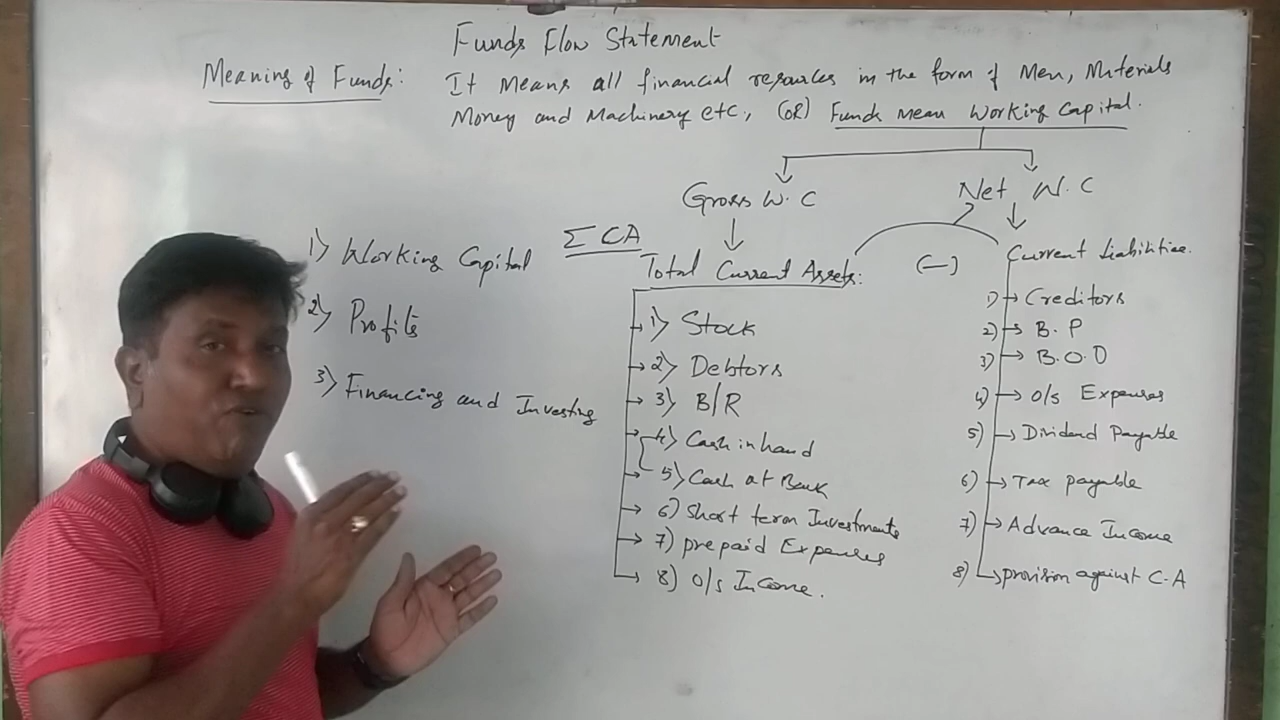 Funds Flow Statement
Meaning of Funds: It Means all financial resources in the form of Men, Materials
Money and Machinery etc, (OR) Funds mean Working Capital.
Gross W.C
Net W.C
1) Working Capital
2) Profits
3) Financing and Investing
Σ CA
Total Current Assets:
1) Stock
2) Debtors
3) B/R
4) Cash in hand
5) Cash at Bank
6) Short term Investments
7) prepaid Expenses
8) O/s Income.
(—)
Current Liabilities.
1) Creditors
2) B.P
3) B.O.D
4) O/s Expenses
5) Dividend Payable
6) Tax payable
7) Advance Income
8) provision against C.A